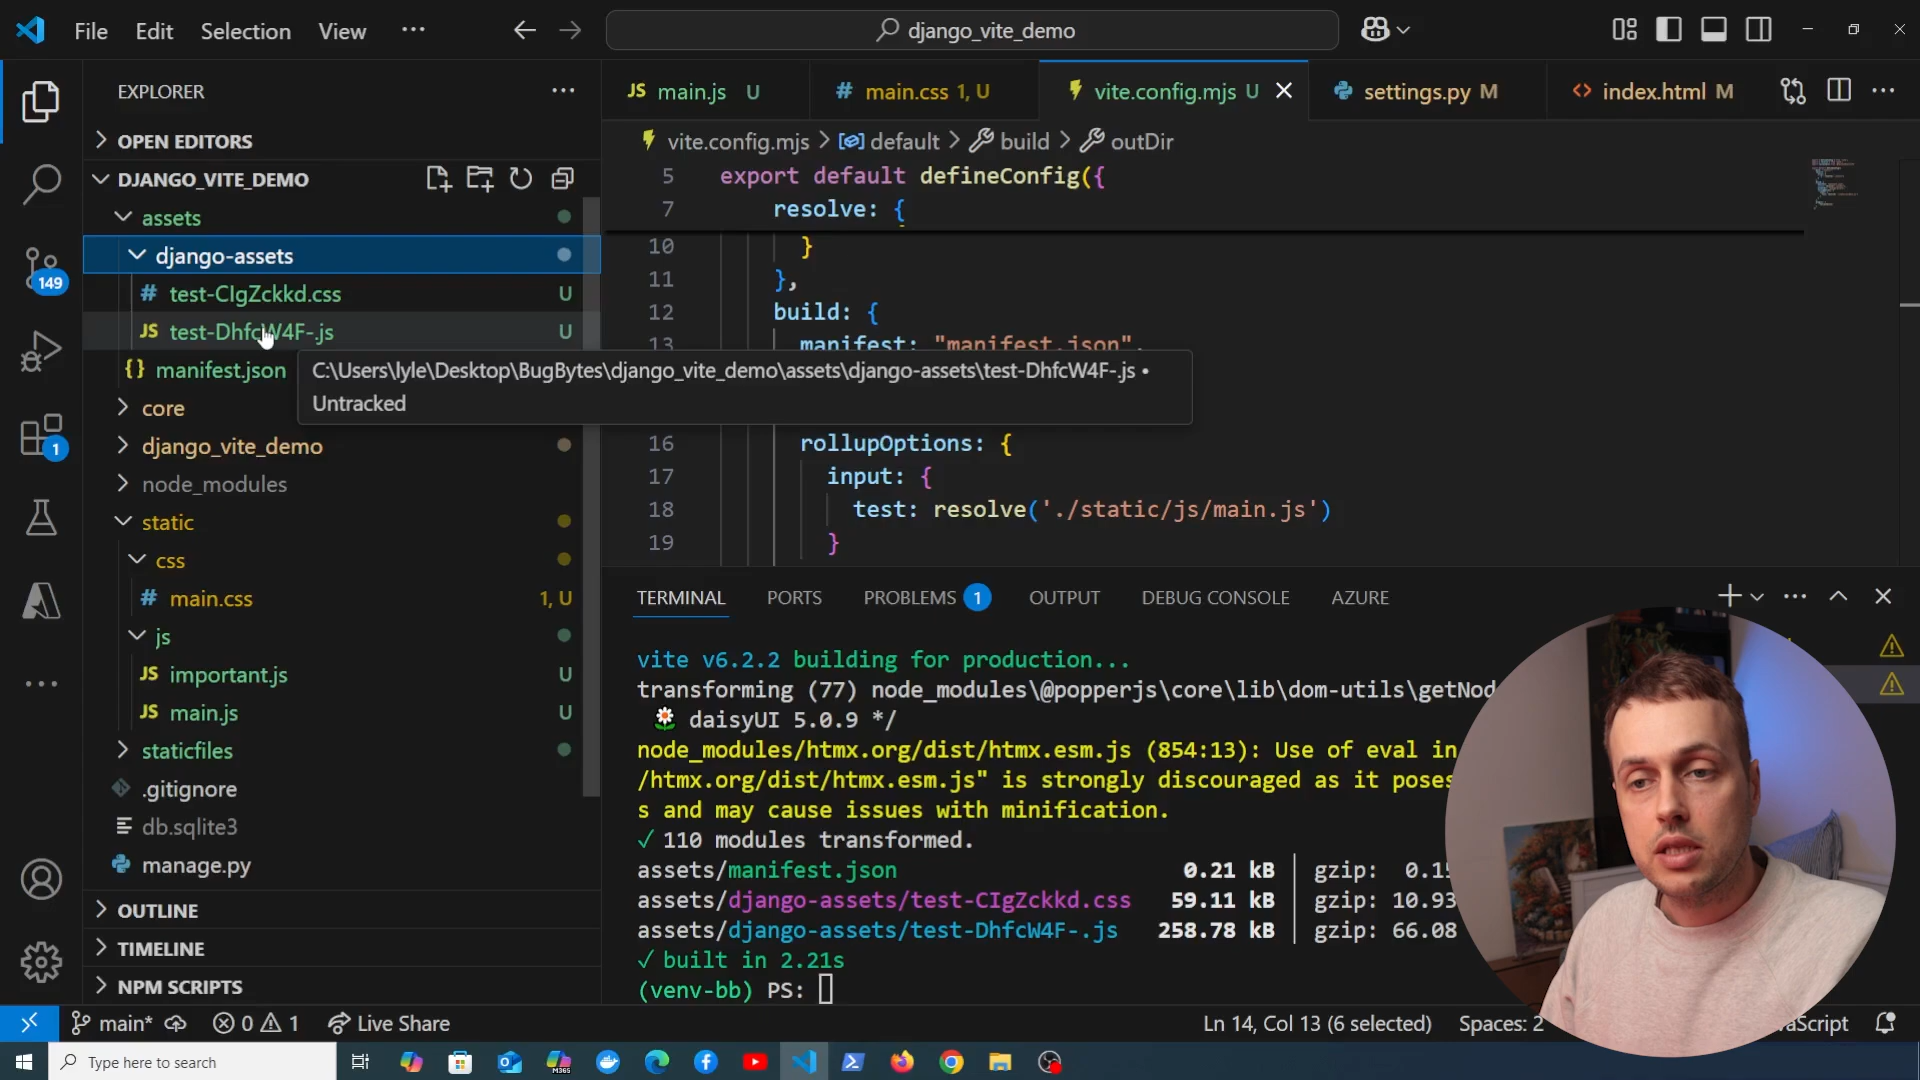 File Edit Selection View ···
django_vite_demo
EXPLORER
OPEN EDITORS
DJANGO_VITE_DEMO
assets
django-assets
# test-CIgZckkd.css U
JS test-DhfcW4F-.js U
{} manifest.json
core
django_vite_demo
node_modules
static
css
# main.css 1, U
js
JS important.js U
JS main.js U
staticfiles
.gitignore
db.sqlite3
manage.py
OUTLINE
TIMELINE
NPM SCRIPTS
149
1
JS main.js U
# main.css 1, U
vite.config.mjs U
settings.py M
<> index.html M
vite.config.mjs > default > build > outDir
5 export default defineConfig({
7 resolve: {
10 }
11 },
12 build: {
13 manifest: "manifest.json",
C:\Users\lyle\Desktop\BugBytes\django_vite_demo\assets\django-assets\test-DhfcW4F-.js •
Untracked
16 rollupOptions: {
17 input: {
18 test: resolve('./static/js/main.js')
19 }
TERMINAL PORTS PROBLEMS 1 OUTPUT DEBUG CONSOLE AZURE
vite v6.2.2 building for production...
transforming (77) node_modules\@popperjs\core\lib\dom-utils\getNod
🌼 daisyUI 5.0.9 */
node_modules/htmx.org/dist/htmx.esm.js (854:13): Use of eval in
/htmx.org/dist/htmx.esm.js" is strongly discouraged as it poses
s and may cause issues with minification.
✓ 110 modules transformed.
assets/manifest.json 0.21 kB │ gzip: 0.15
assets/django-assets/test-CIgZckkd.css 59.11 kB │ gzip: 10.93
assets/django-assets/test-DhfcW4F-.js 258.78 kB │ gzip: 66.08
✓ built in 2.21s
(venv-bb) PS:
main* 0 1 Live Share
Ln 14, Col 13 (6 selected) Spaces: 2
Type here to search